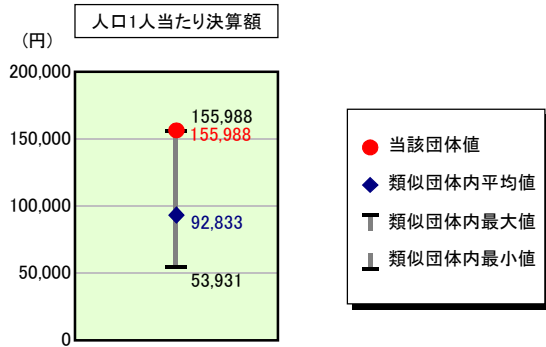 人口1人当たり決算額
(円)
200,000
150,000
100,000
50,000
0
155,988
155,988
92,833
53,931
当該団体値
類似団体内平均値
類似団体内最大値
類似団体内最小値